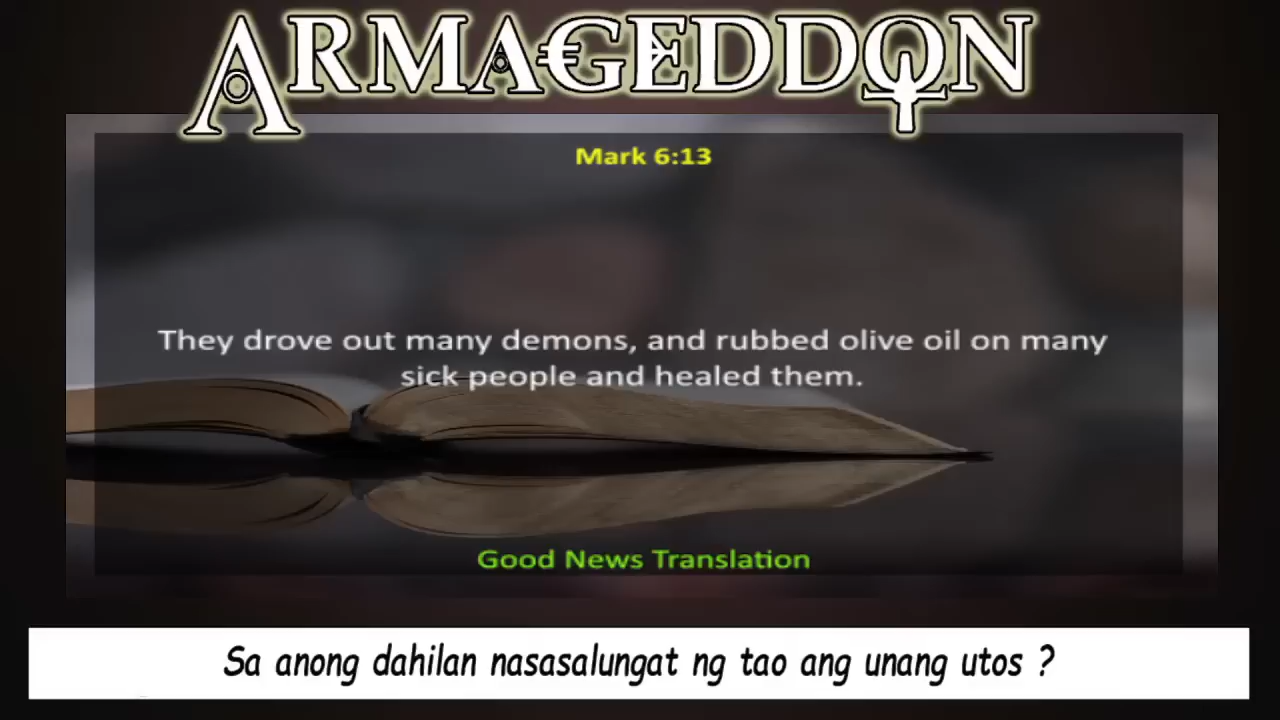 ARMAGEDDON
Mark 6:13
They drove out many demons, and rubbed olive oil on many
sick people and healed them.
Good News Translation
Sa anong dahilan nasasalungat ng tao ang unang utos ?